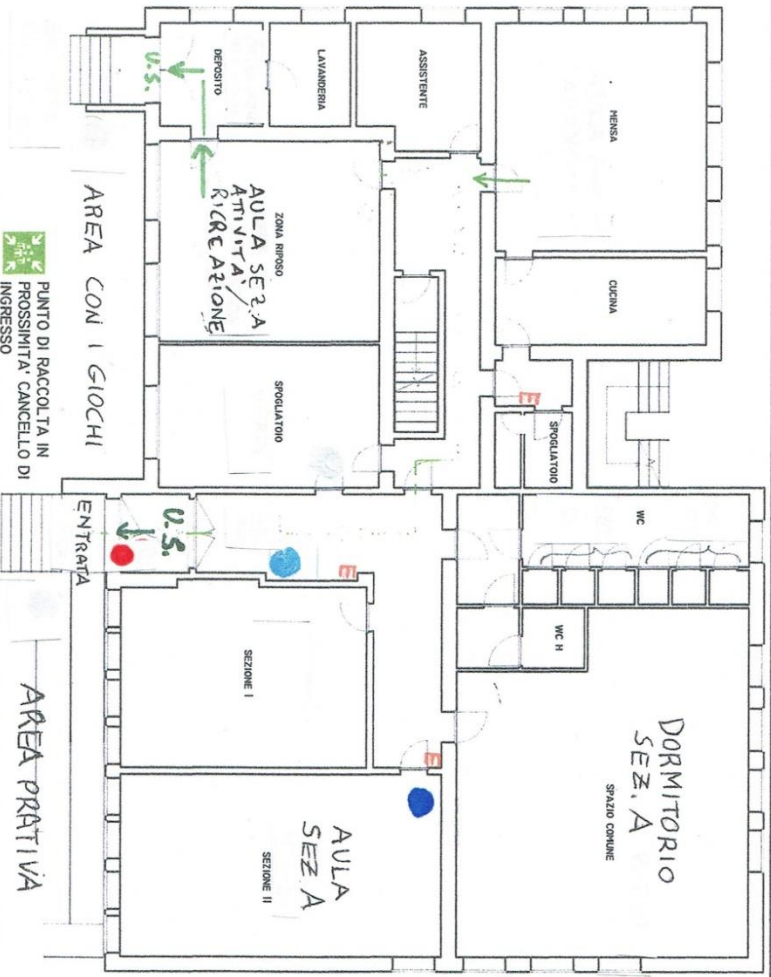 MENSA
ASSISTENTE
LAVANDERIA
DEPOSITO
U.S.
CUCINA
ZONA RIPOSO
AULA SEZ.A
ATTIVITA'/
RICREAZIONE
E
SPOGLIATOIO
SPOGLIATOIO
AREA CON I GIOCHI
PUNTO DI RACCOLTA IN
PROSSIMITA' CANCELLO DI
INGRESSO
WC
U.S.
ENTRATA
E
WC H
SEZIONE I
E
DORMITORIO
SEZ. A
SPAZIO COMUNE
AULA
SEZ A
SEZIONE II
AREA PRATIVA